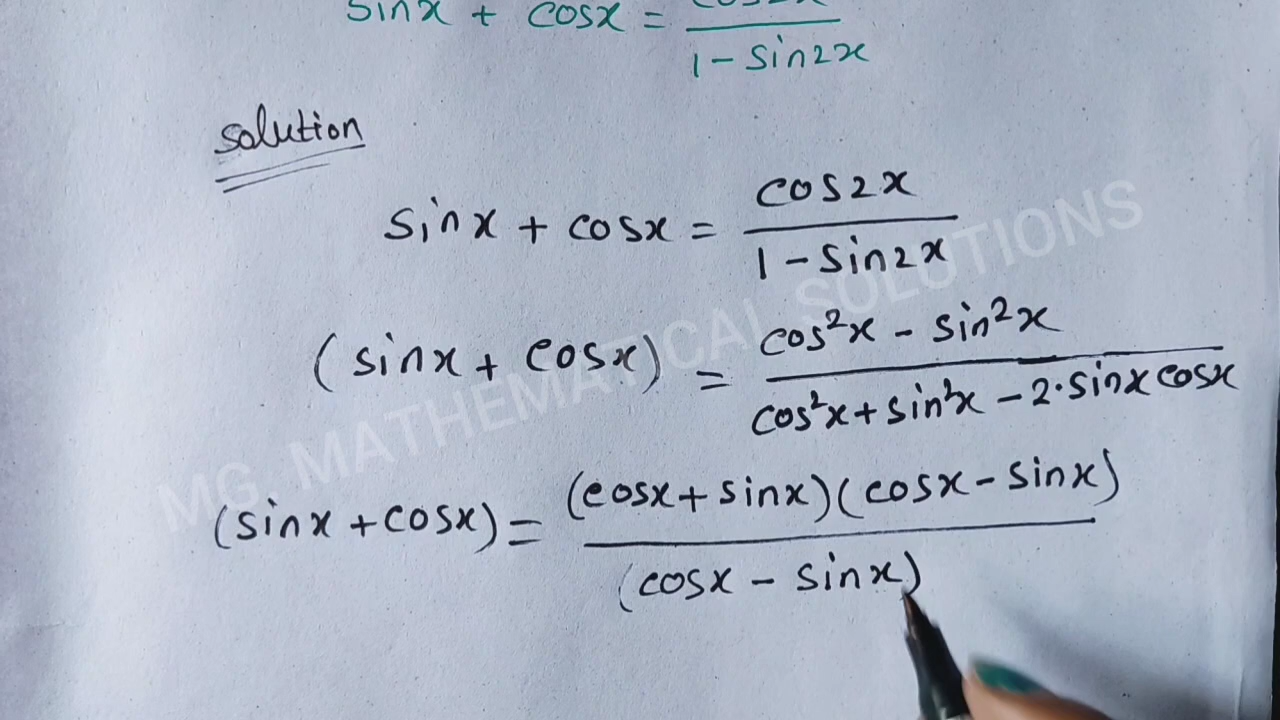 sinx + cosx = cos2x / 1 - sin2x
solution
sinx + cosx = cos2x / 1 - sin2x
(sinx + cosx) = cos²x - sin²x / cos²x + sin²x - 2·sinx cosx
(sinx + cosx) = (cosx + sinx)(cosx - sinx) / (cosx - sinx)
MG. MATHEMATICAL SOLUTIONS